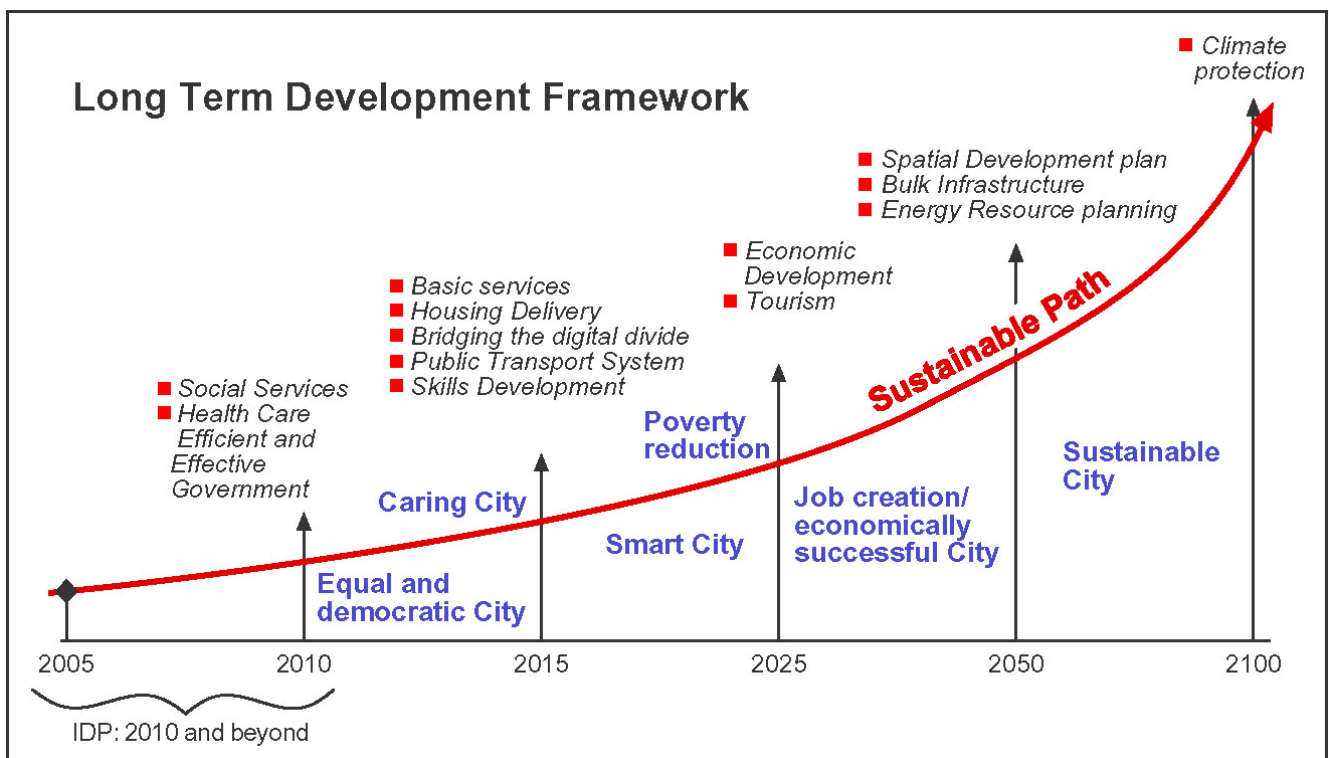 Long Term Development Framework
Climate
protection
Spatial Development plan
Bulk Infrastructure
Energy Resource planning
Economic
Development
Tourism
Basic services
Housing Delivery
Bridging the digital divide
Public Transport System
Skills Development
Social Services
Health Care
Efficient and
Effective
Government
Sustainable Path
Poverty
reduction
Caring City
Equal and
democratic City
Smart City
Job creation/
economically
successful City
Sustainable
City
2005 2010 2015 2025 2050 2100
IDP: 2010 and beyond